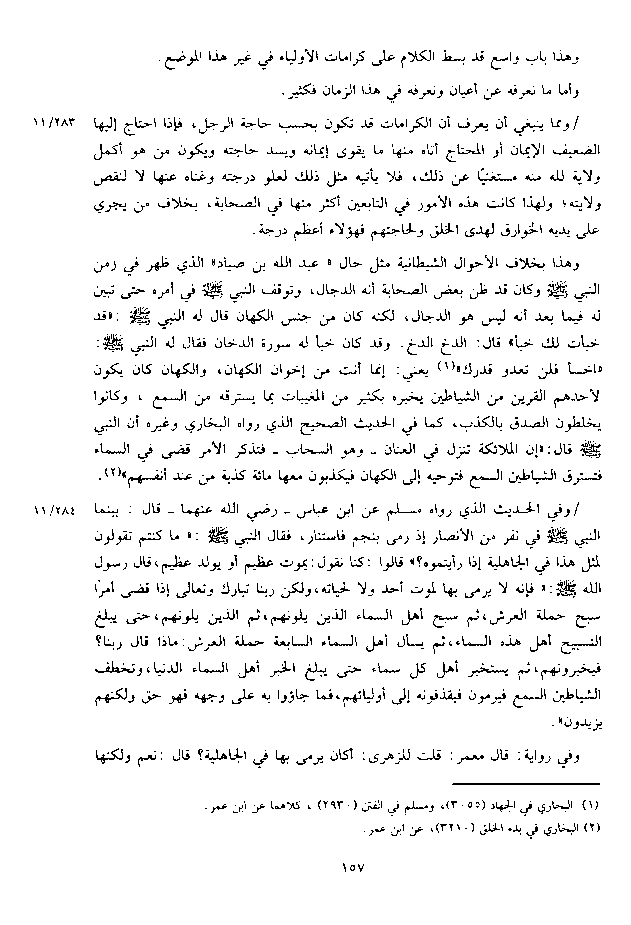 وهذا باب واسع قد بسط الكلام على كرامات الأولياء في غير هذا الموضع.
وأما ما نعرفه عن أعيان ونعرفه في هذا الزمان فكثير.
١١/٢٨٣ / ومما ينبغي أن يعرف أن الكرامات قد تكون بحسب حاجة الرجل، فإذا احتاج إليها
الضعيف الإيمان أو المحتاج أتاه منها ما يقوى إيمانه ويسد حاجته ويكون من هو أكمل
ولاية لله منه مستغنيًا عن ذلك، فلا يأتيه مثل ذلك لعلو درجته وغناه عنها لا لنقص
ولايته؛ ولهذا كانت هذه الأمور في التابعين أكثر منها في الصحابة، بخلاف من يجري
على يديه الخوارق لهدى الخلق ولحاجتهم فهؤلاء أعظم درجة.
وهذا بخلاف الأحوال الشيطانية مثل حال « عبد الله بن صياد» الذي ظهر في زمن
النبي ﷺ وكان قد ظن بعض الصحابة أنه الدجال، وتوقف النبي ﷺ في أمره حتى تبين
له فيما بعد أنه ليس هو الدجال، لكنه كان من جنس الكهان قال له النبي ﷺ :«قد
خبأت لك خبأ» قال: الدخ الدخ. وقد كان خبأ له سورة الدخان فقال له النبي ﷺ:
«اخسأ فلن تعدو قدرك»(١) يعني: إنما أنت من إخوان الكهان، والكهان كان يكون
لأحدهم القرين من الشياطين يخبره بكثير من المغيبات بما يسترقه من السمع ، وكانوا
يخلطون الصدق بالكذب، كما في الحديث الصحيح الذي رواه البخاري وغيره أن النبي
ﷺ قال:«إن الملائكة تنزل في العنان ـ وهو السحاب ـ فتذكر الأمر قضى في السماء
فتسترق الشياطين السمع فتوحيه إلى الكهان فيكذبون معها مائة كذبة من عند أنفسهم»(٢).
١١/٢٨٤ / وفي الحـديث الذي رواه مسـلم عن ابن عباس ـ رضي الله عنهما ـ قال : بينما
النبي ﷺ في نفر من الأنصار إذ رمى بنجم فاستنار، فقال النبي ﷺ :« ما كنتم تقولون
لمثل هذا في الجاهلية إذا رأيتموه؟» قالوا :كنا نقول:يموت عظيم أو يولد عظيم،قال رسول
الله ﷺ:« فإنه لا يرمى بها لموت أحد ولا لحياته،ولكن ربنا تبارك وتعالى إذا قضى أمرًا
سبح حملة العرش،ثم سبح أهل السماء الذين يلونهم،ثم الذين يلونهم،حتى يبلغ
التسبيح أهل هذه السماء،ثم يسأل أهل السماء السابعة حملة العرش:ماذا قال ربنا؟
فيخبرونهم،ثم يستخبر أهل كل سماء حتى يبلغ الخبر أهل السماء الدنيا،وتخطف
الشياطين السمع فيرمون فيقذفونه إلى أوليائهم،فما جاؤوا به على وجهه فهو حق ولكنهم
يزيدون» .
وفي رواية: قال معمر: قلت للزهرى: أكان يرمى بها في الجاهلية؟ قال :نعم ولكنها
(١) البخاري في الجهاد (٣٠٥٥)، ومسلم في الفتن (٢٩٣٠) ، كلاهما عن ابن عمر.
(٢) البخاري في بدء الخلق (٣٢١٠)، عن ابن عمر.
١٥٧